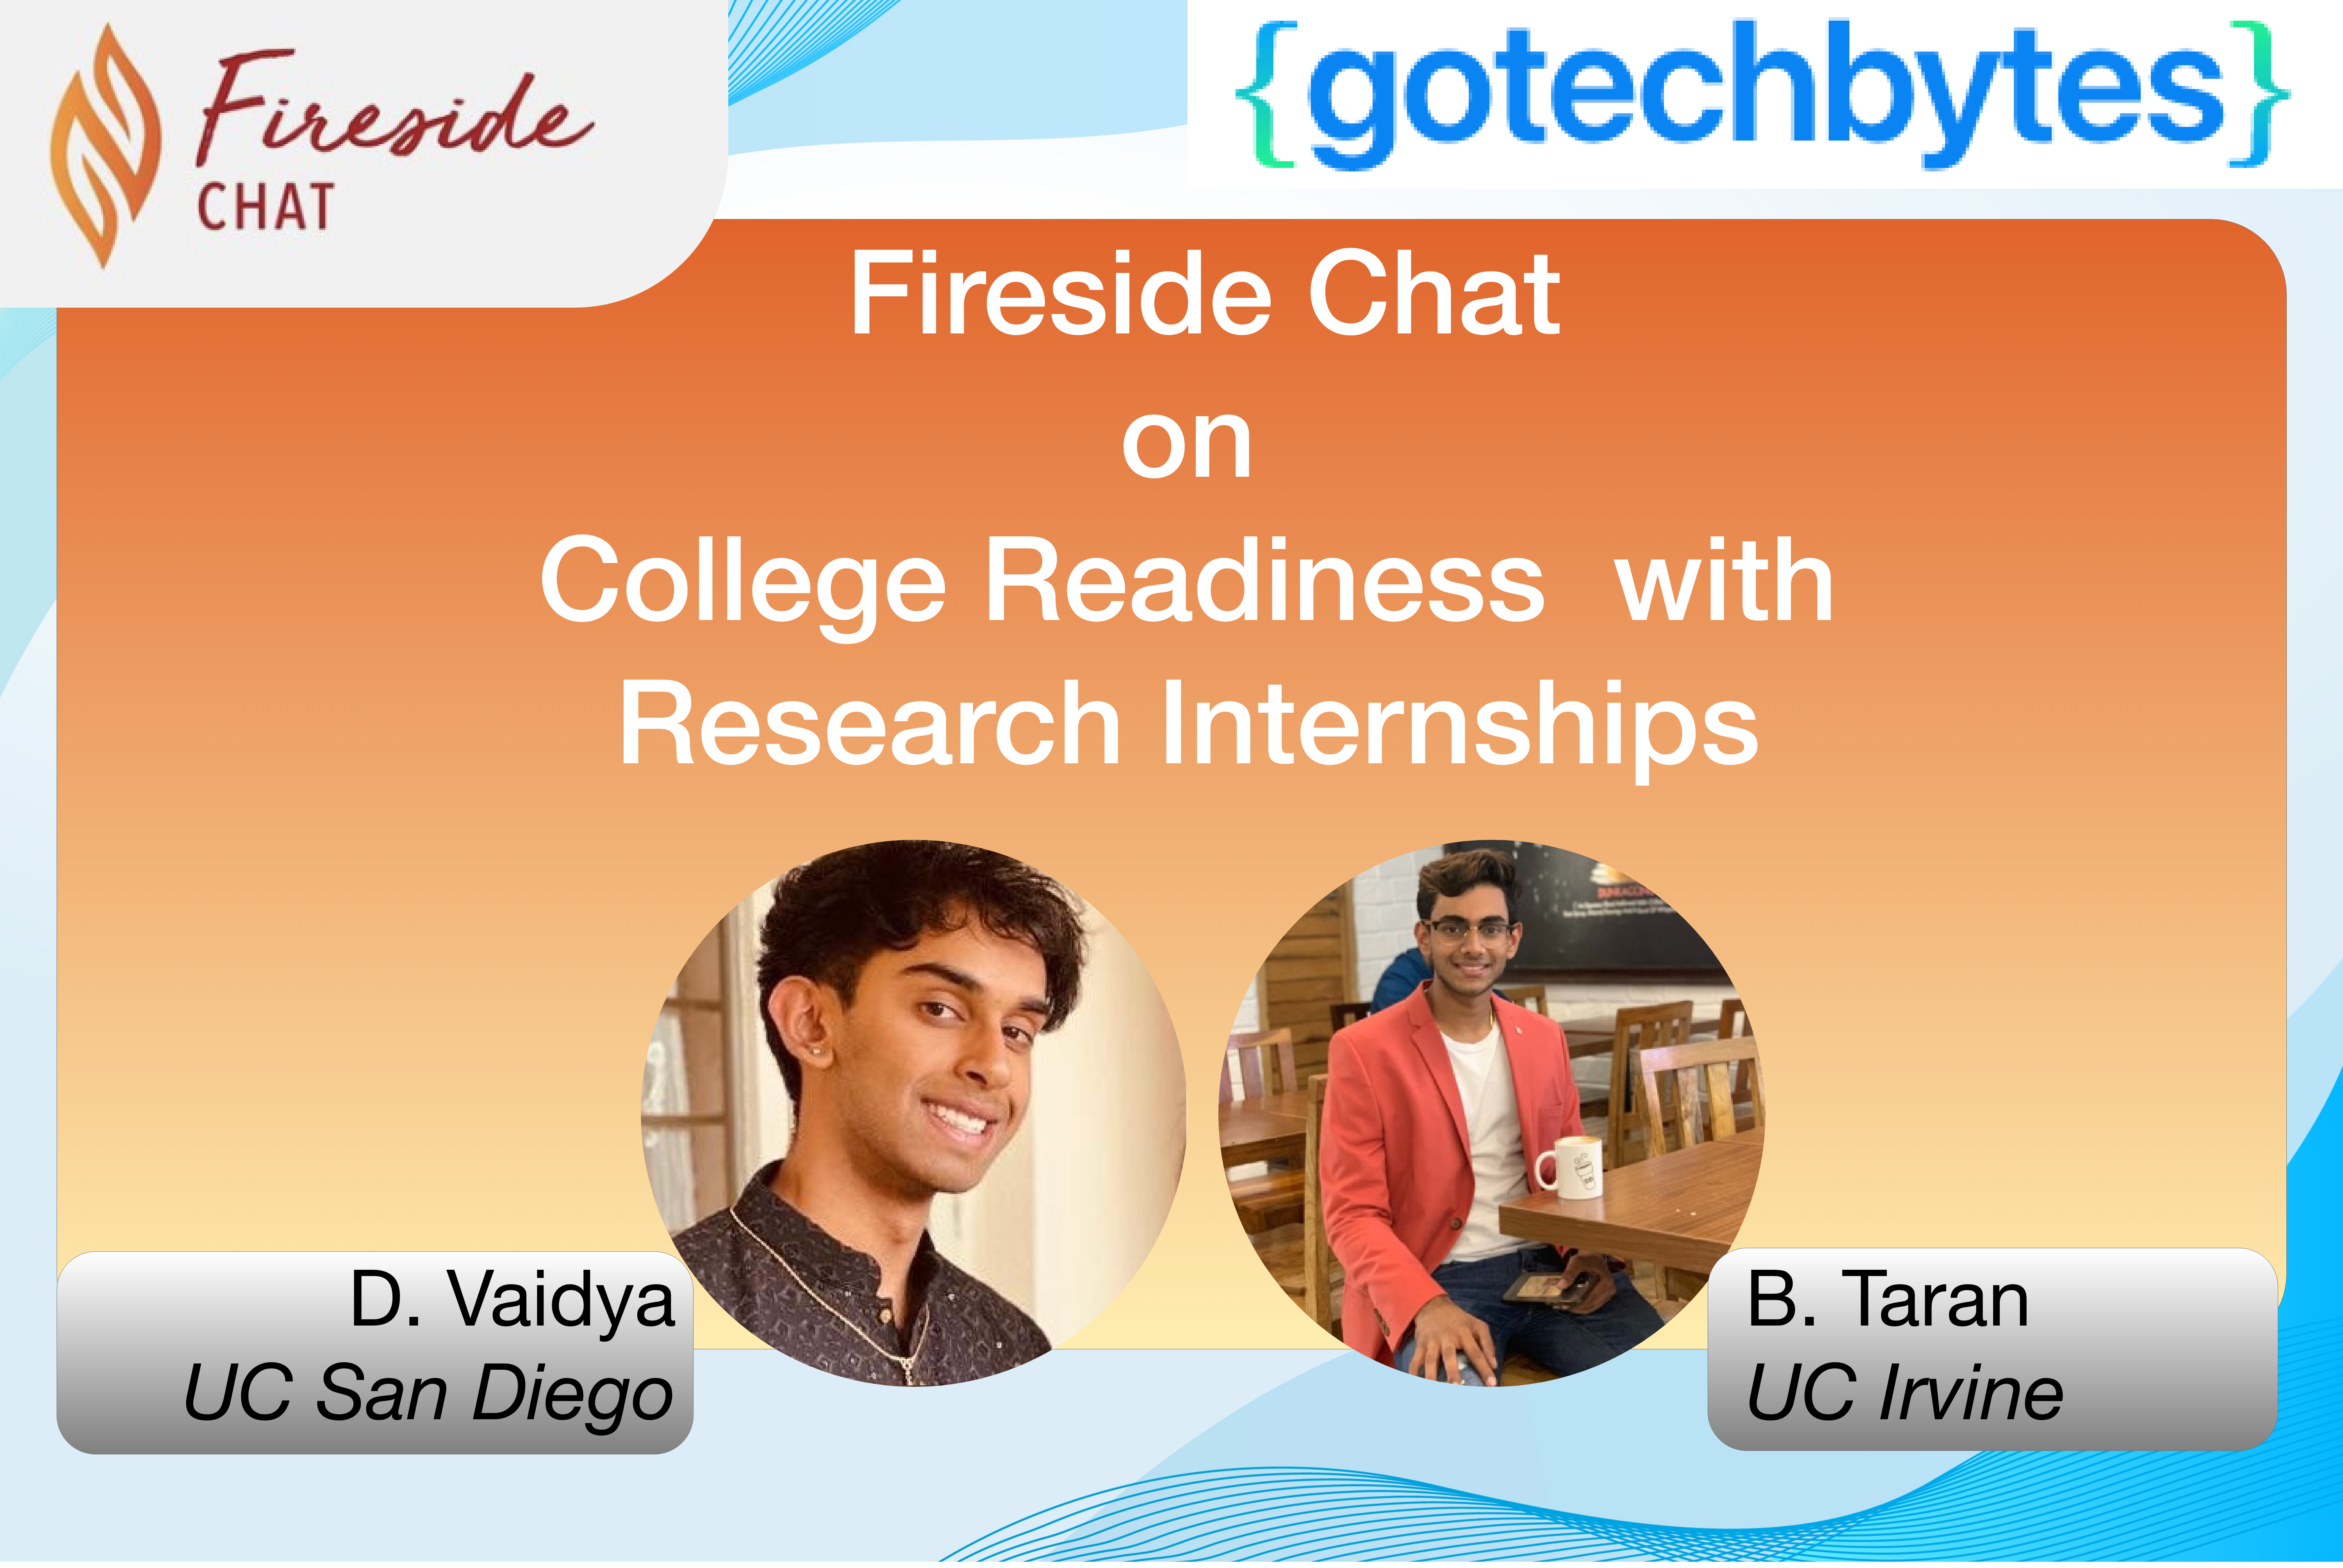 Fireside
CHAT
{gotechbytes}
Fireside Chat
on
College Readiness  with
Research Internships
D. Vaidya
UC San Diego
B. Taran
UC Irvine